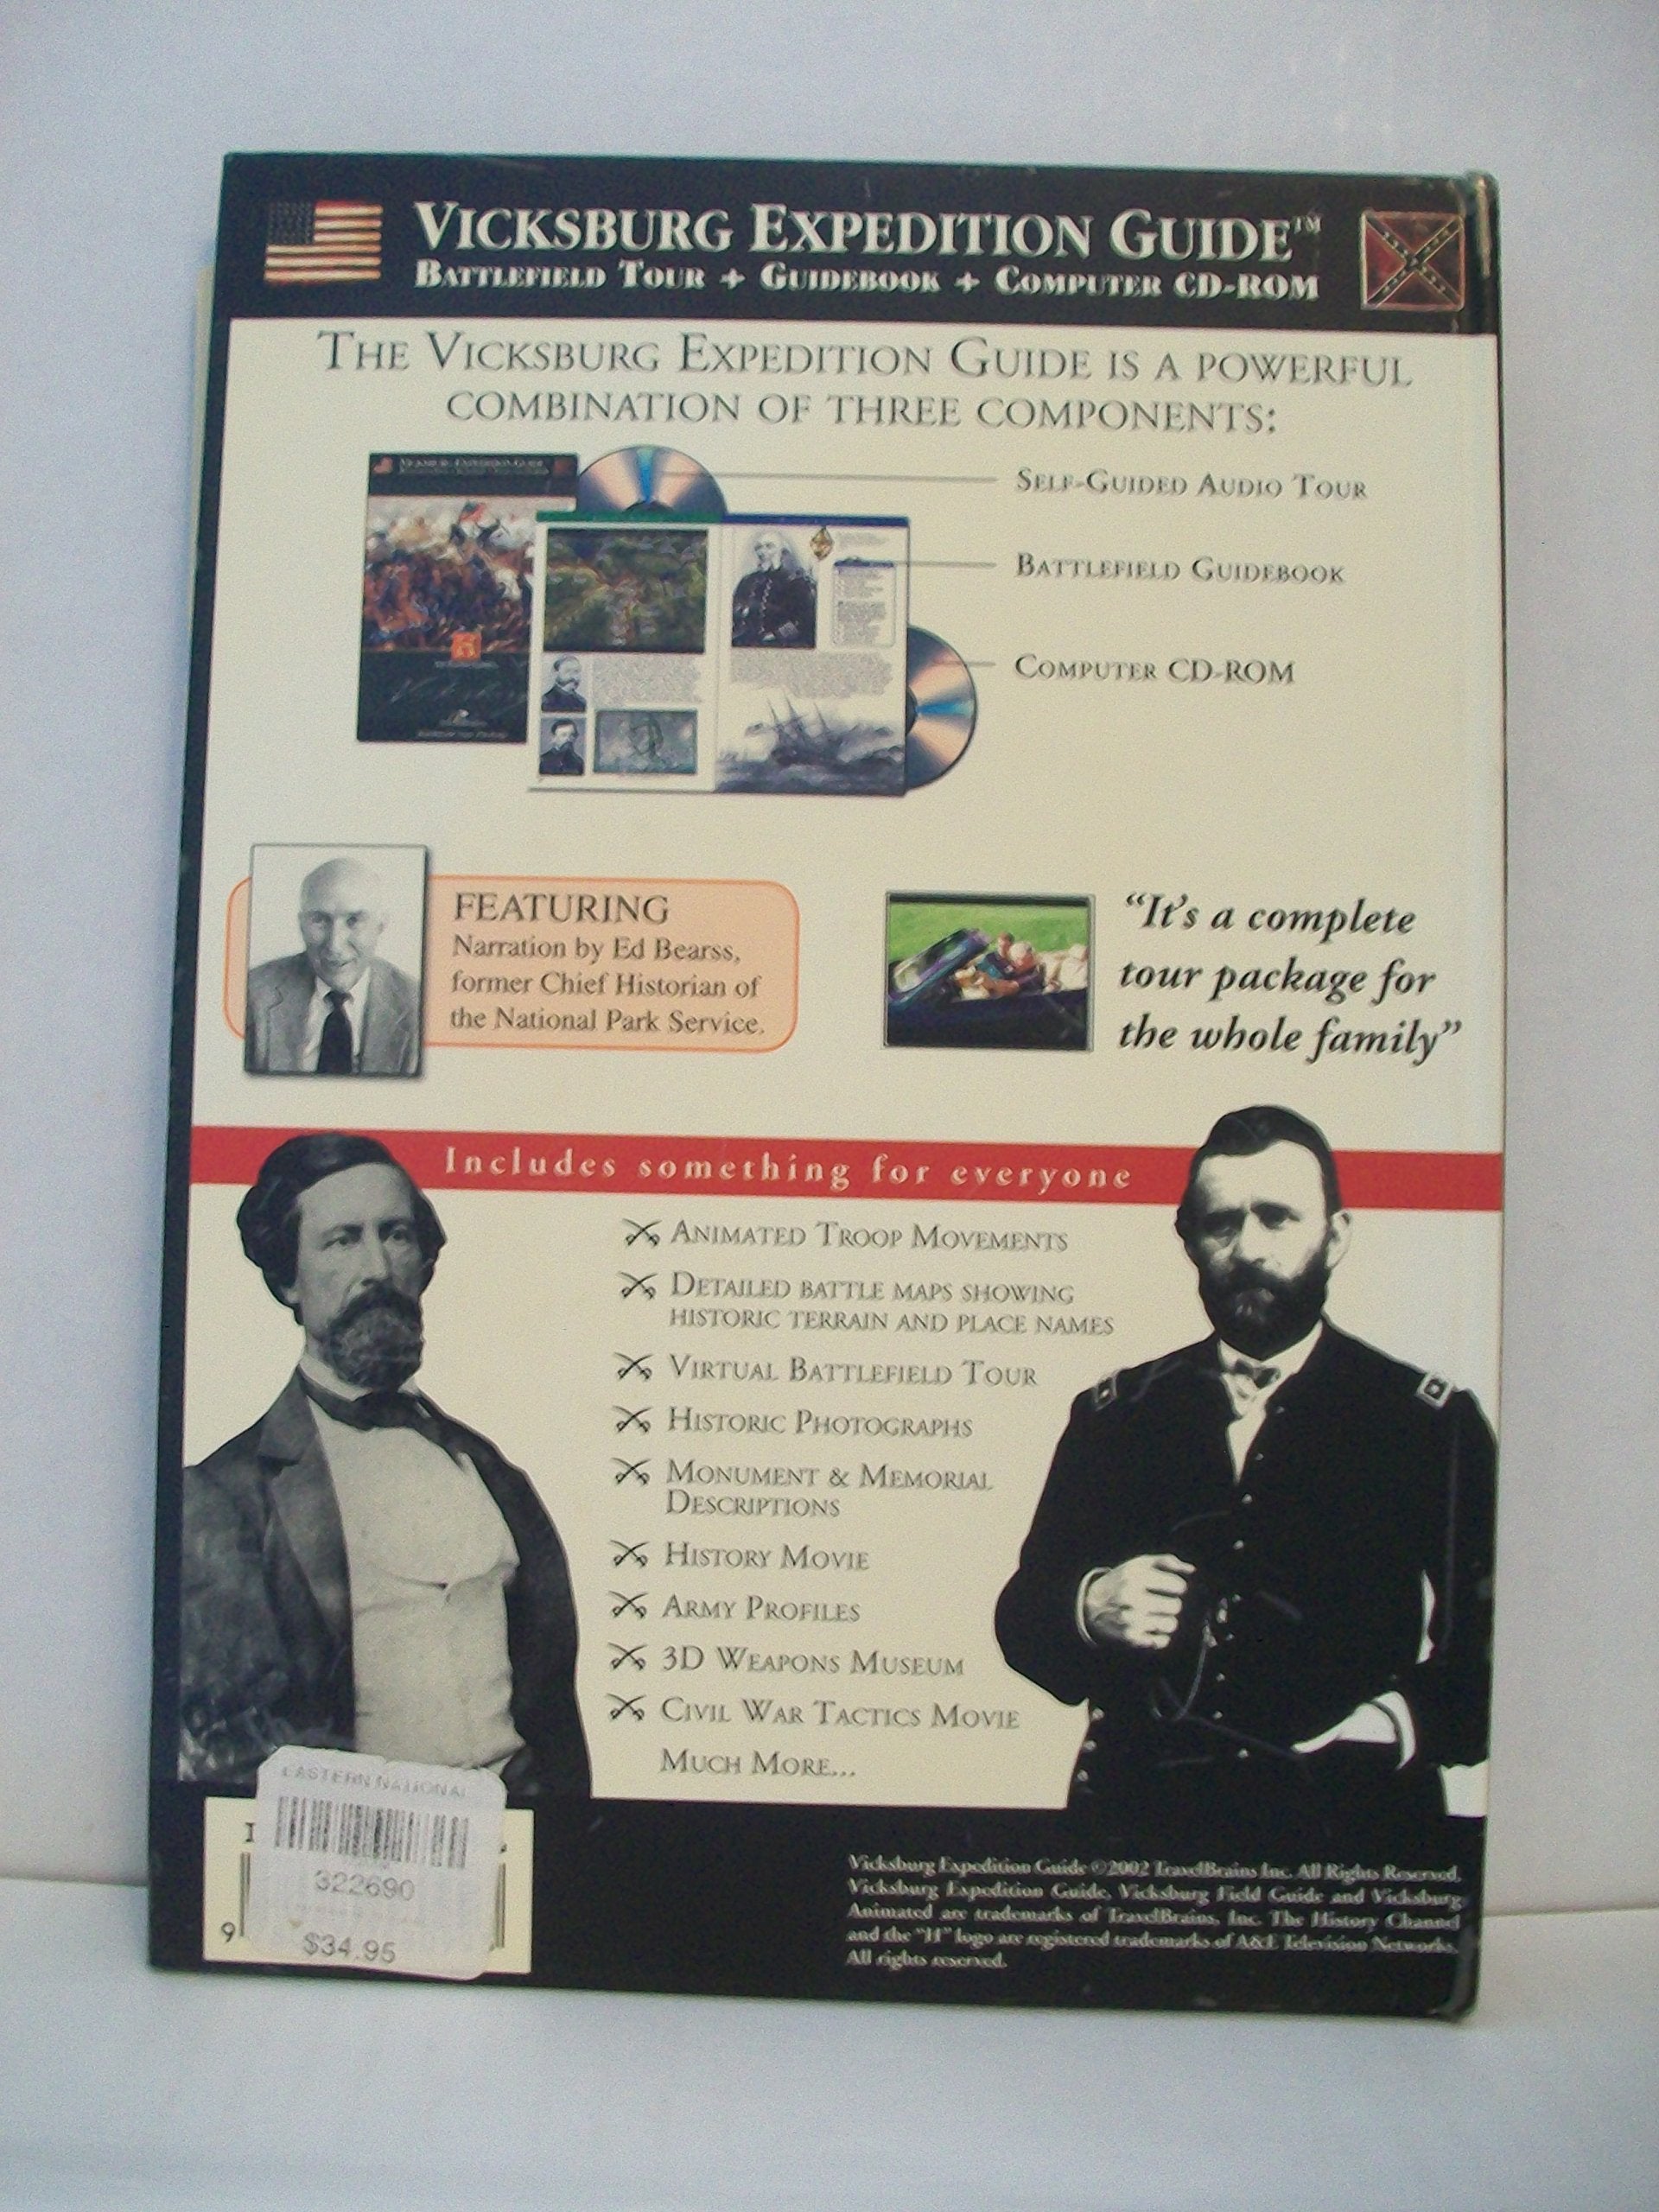 VICKSBURG EXPEDITION GUIDE™
BATTLEFIELD TOUR + GUIDEBOOK + COMPUTER CD-ROM
THE VICKSBURG EXPEDITION GUIDE IS A POWERFUL
COMBINATION OF THREE COMPONENTS:
VICKSBURG EXPEDITION GUIDE
SELF-GUIDED AUDIO TOUR
BATTLEFIELD GUIDEBOOK
COMPUTER CD-ROM
FEATURING
Narration by Ed Bearss,
former Chief Historian of
the National Park Service.
“It's a complete
tour package for
the whole family”
Includes something for everyone
ANIMATED TROOP MOVEMENTS
DETAILED BATTLE MAPS SHOWING
HISTORIC TERRAIN AND PLACE NAMES
VIRTUAL BATTLEFIELD TOUR
HISTORIC PHOTOGRAPHS
MONUMENT & MEMORIAL
DESCRIPTIONS
HISTORY MOVIE
ARMY PROFILES
3D WEAPONS MUSEUM
CIVIL WAR TACTICS MOVIE
MUCH MORE...
EASTERN NATIONAL
322690
9
$34.95
Vicksburg Expedition Guide ©2002 TravelBrains Inc. All Rights Reserved.
Vicksburg Expedition Guide, Vicksburg Field Guide and Vicksburg
Animated are trademarks of TravelBrains, Inc. The History Channel
and the "H" logo are registered trademarks of A&E Television Networks.
All rights reserved.